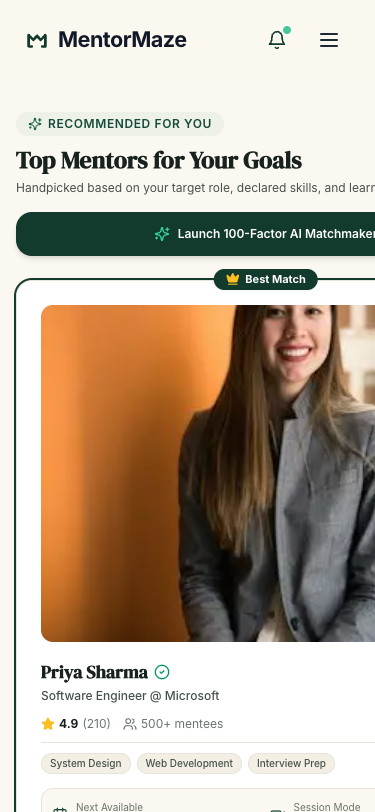 MentorMaze
RECOMMENDED FOR YOU
Top Mentors for Your Goals
Handpicked based on your target role, declared skills, and
Launch 100-Factor AI Matchmaker
Best Match
Priya Sharma
Software Engineer @ Microsoft
4.9 (210) 500+ mentees
System Design Interview Prep Web Development
Next Available Session Mode